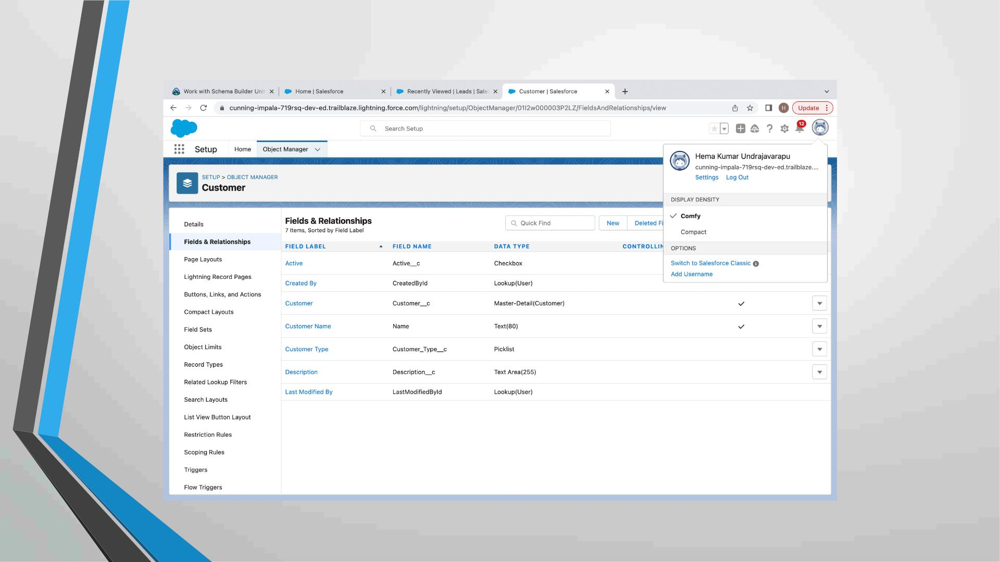 Work with Schema Builder Unit
Home | Salesforce
Recently Viewed | Leads | Sale
Customer | Salesforce
cunning-impala-719rsq-dev-ed.trailblaze.lightning.force.com/lightning/setup/ObjectManager/01I2w000003P2LZ/FieldsAndRelationships/view
H
Update
Search Setup
12
Setup
Home
Object Manager
Hema Kumar Undrajavarapu
cunning-impala-719rsq-dev-ed.trailblaze....
Settings Log Out
DISPLAY DENSITY
Comfy
Compact
OPTIONS
Switch to Salesforce Classic
Add Username
SETUP > OBJECT MANAGER
Customer
Details
Fields & Relationships
Page Layouts
Lightning Record Pages
Buttons, Links, and Actions
Compact Layouts
Field Sets
Object Limits
Record Types
Related Lookup Filters
Search Layouts
List View Button Layout
Restriction Rules
Scoping Rules
Triggers
Flow Triggers
Fields & Relationships
7 Items, Sorted by Field Label
Quick Find
New
Deleted Fi
FIELD LABEL FIELD NAME DATA TYPE CONTROLLIN
Active Active__c Checkbox
Created By CreatedById Lookup(User)
Customer Customer__c Master-Detail(Customer)
Customer Name Name Text(80)
Customer Type Customer_Type__c Picklist
Description Description__c Text Area(255)
Last Modified By LastModifiedById Lookup(User)